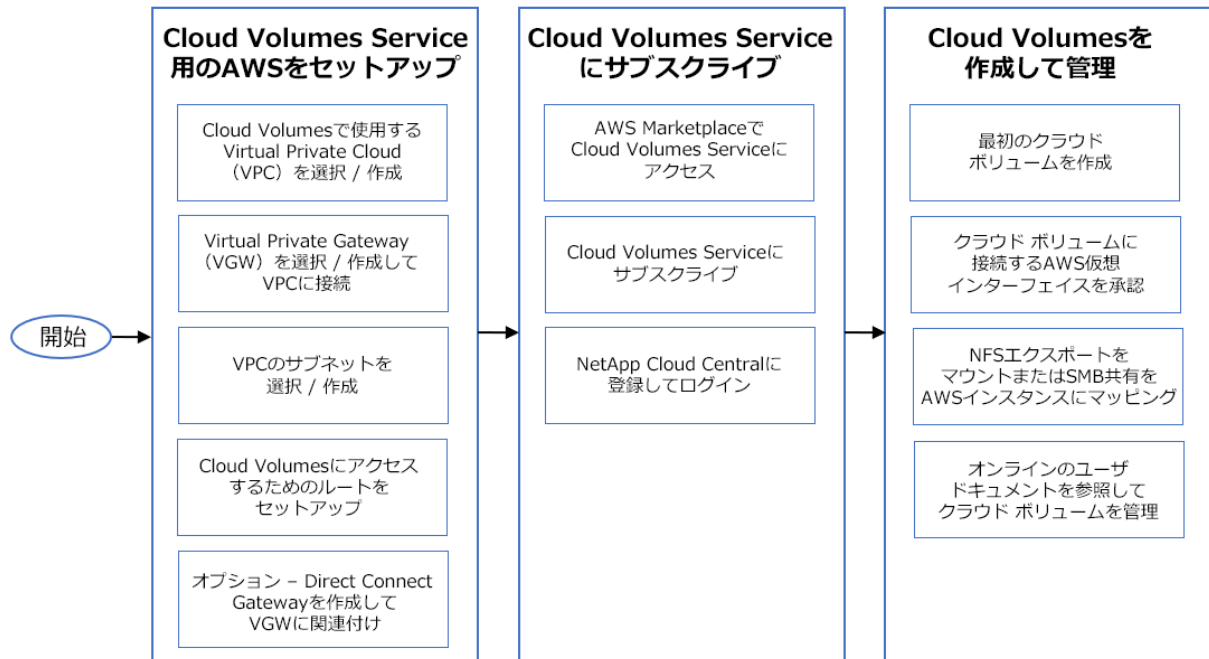 開始
Cloud Volumes Service
用のAWSをセットアップ
Cloud Volumesで使用する
Virtual Private Cloud
（VPC）を選択 / 作成
Virtual Private Gateway
（VGW）を選択 / 作成して
VPCに接続
VPCのサブネットを
選択 / 作成
Cloud Volumesにアクセス
するためのルートを
セットアップ
オプション – Direct Connect
Gatewayを作成して
VGWに関連付け
Cloud Volumes Service
にサブスクライブ
AWS Marketplaceで
Cloud Volumes Serviceに
アクセス
Cloud Volumes Serviceに
サブスクライブ
NetApp Cloud Centralに
登録してログイン
Cloud Volumesを
作成して管理
最初のクラウド
ボリュームを作成
クラウド ボリュームに
接続するAWS仮想
インターフェイスを承認
NFSエクスポートを
マウントまたはSMB共有を
AWSインスタンスにマッピング
オンラインのユーザ
ドキュメントを参照して
クラウド ボリュームを管理